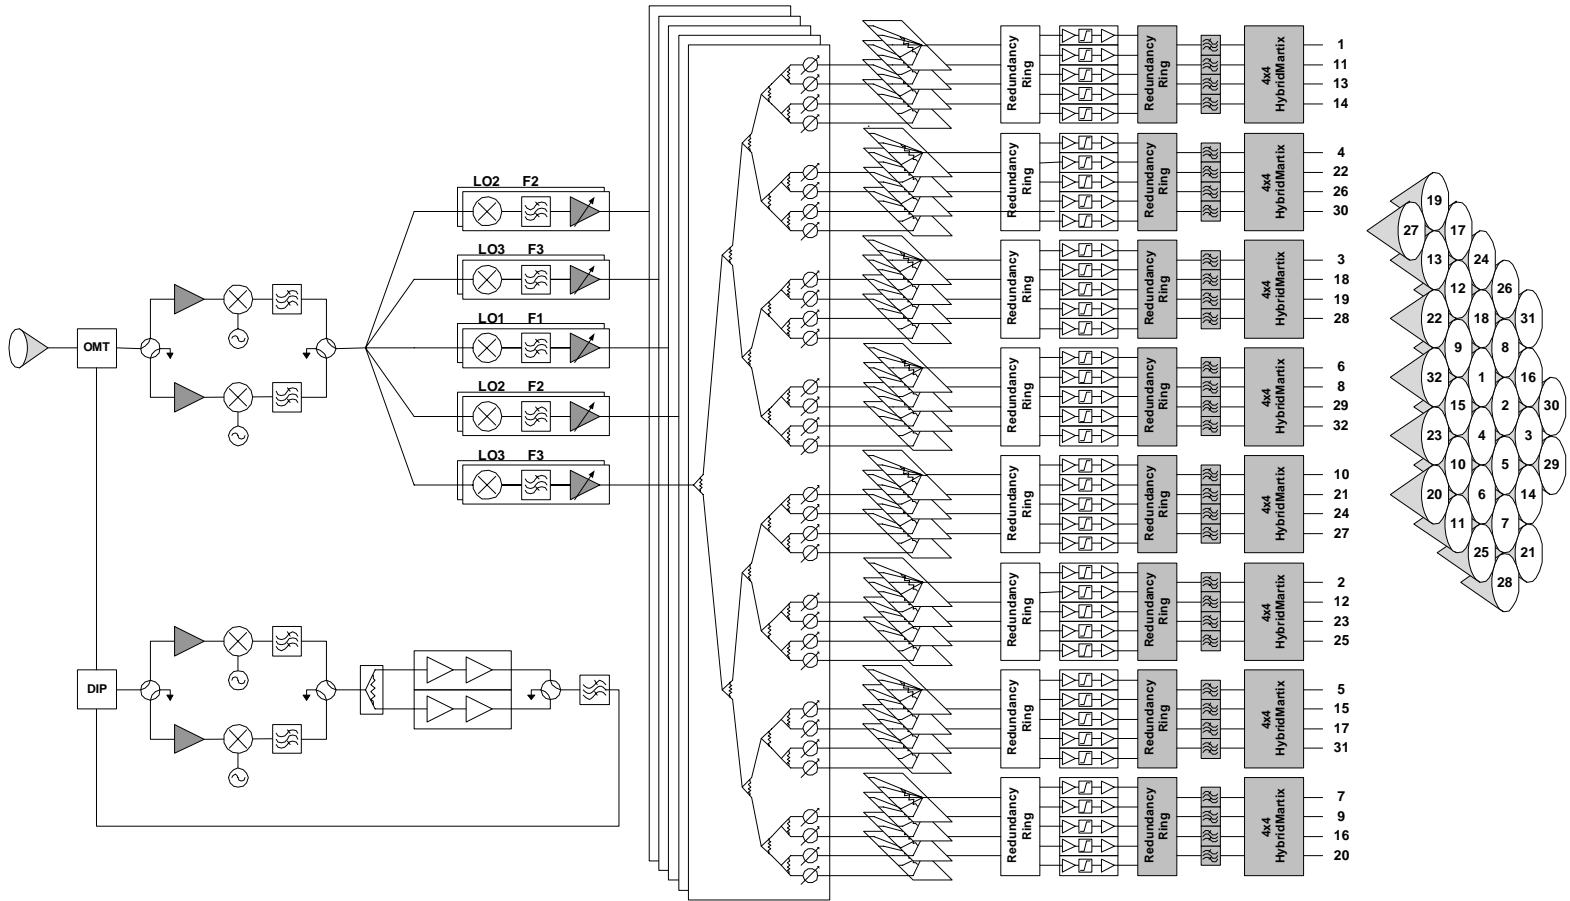 LO2 F2
LO3 F3
LO1 F1
LO2 F2
LO3 F3
OMT
DIP
Redundancy
Ring
Redundancy
Ring
4x4
HybridMartix
1
11
13
14
Redundancy
Ring
Redundancy
Ring
4x4
HybridMartix
4
22
26
30
Redundancy
Ring
Redundancy
Ring
4x4
HybridMartix
3
18
19
28
Redundancy
Ring
Redundancy
Ring
4x4
HybridMartix
6
8
29
32
Redundancy
Ring
Redundancy
Ring
4x4
HybridMartix
10
21
24
27
Redundancy
Ring
Redundancy
Ring
4x4
HybridMartix
2
12
23
25
Redundancy
Ring
Redundancy
Ring
4x4
HybridMartix
5
15
17
31
Redundancy
Ring
Redundancy
Ring
4x4
HybridMartix
7
9
16
20
19
27 17
13 24
12 26
22 18 31
9 8
32 1 16
15 2 30
23 4 3
10 5 29
20 6 14
11 7
25 21
28